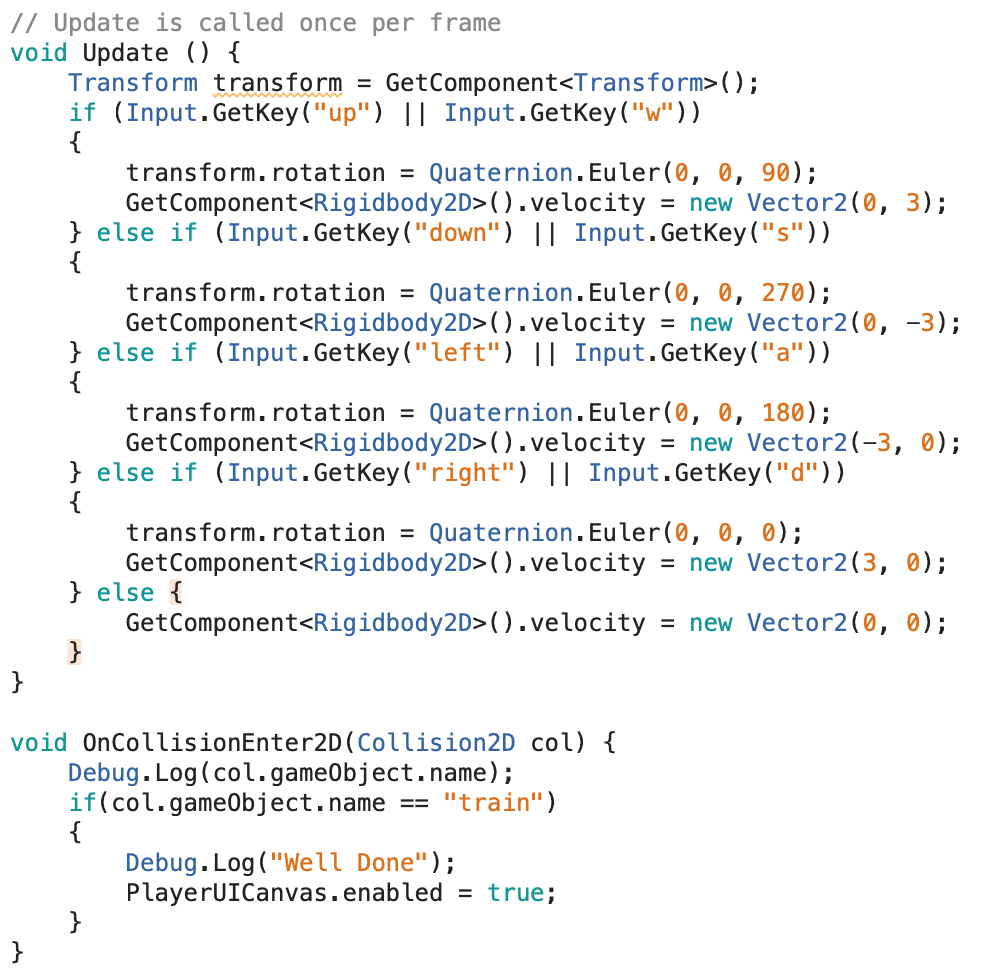 // Update is called once per frame
void Update () {
    Transform transform = GetComponent<Transform>();
    if (Input.GetKey("up") || Input.GetKey("w"))
    {
        transform.rotation = Quaternion.Euler(0, 0, 90);
        GetComponent<Rigidbody2D>().velocity = new Vector2(0, 3);
    } else if (Input.GetKey("down") || Input.GetKey("s"))
    {
        transform.rotation = Quaternion.Euler(0, 0, 270);
        GetComponent<Rigidbody2D>().velocity = new Vector2(0, −3);
    } else if (Input.GetKey("left") || Input.GetKey("a"))
    {
        transform.rotation = Quaternion.Euler(0, 0, 180);
        GetComponent<Rigidbody2D>().velocity = new Vector2(−3, 0);
    } else if (Input.GetKey("right") || Input.GetKey("d"))
    {
        transform.rotation = Quaternion.Euler(0, 0, 0);
        GetComponent<Rigidbody2D>().velocity = new Vector2(3, 0);
    } else {
        GetComponent<Rigidbody2D>().velocity = new Vector2(0, 0);
    }
}

void OnCollisionEnter2D(Collision2D col) {
    Debug.Log(col.gameObject.name);
    if(col.gameObject.name == "train")
    {
        Debug.Log("Well Done");
        PlayerUICanvas.enabled = true;
    }
}